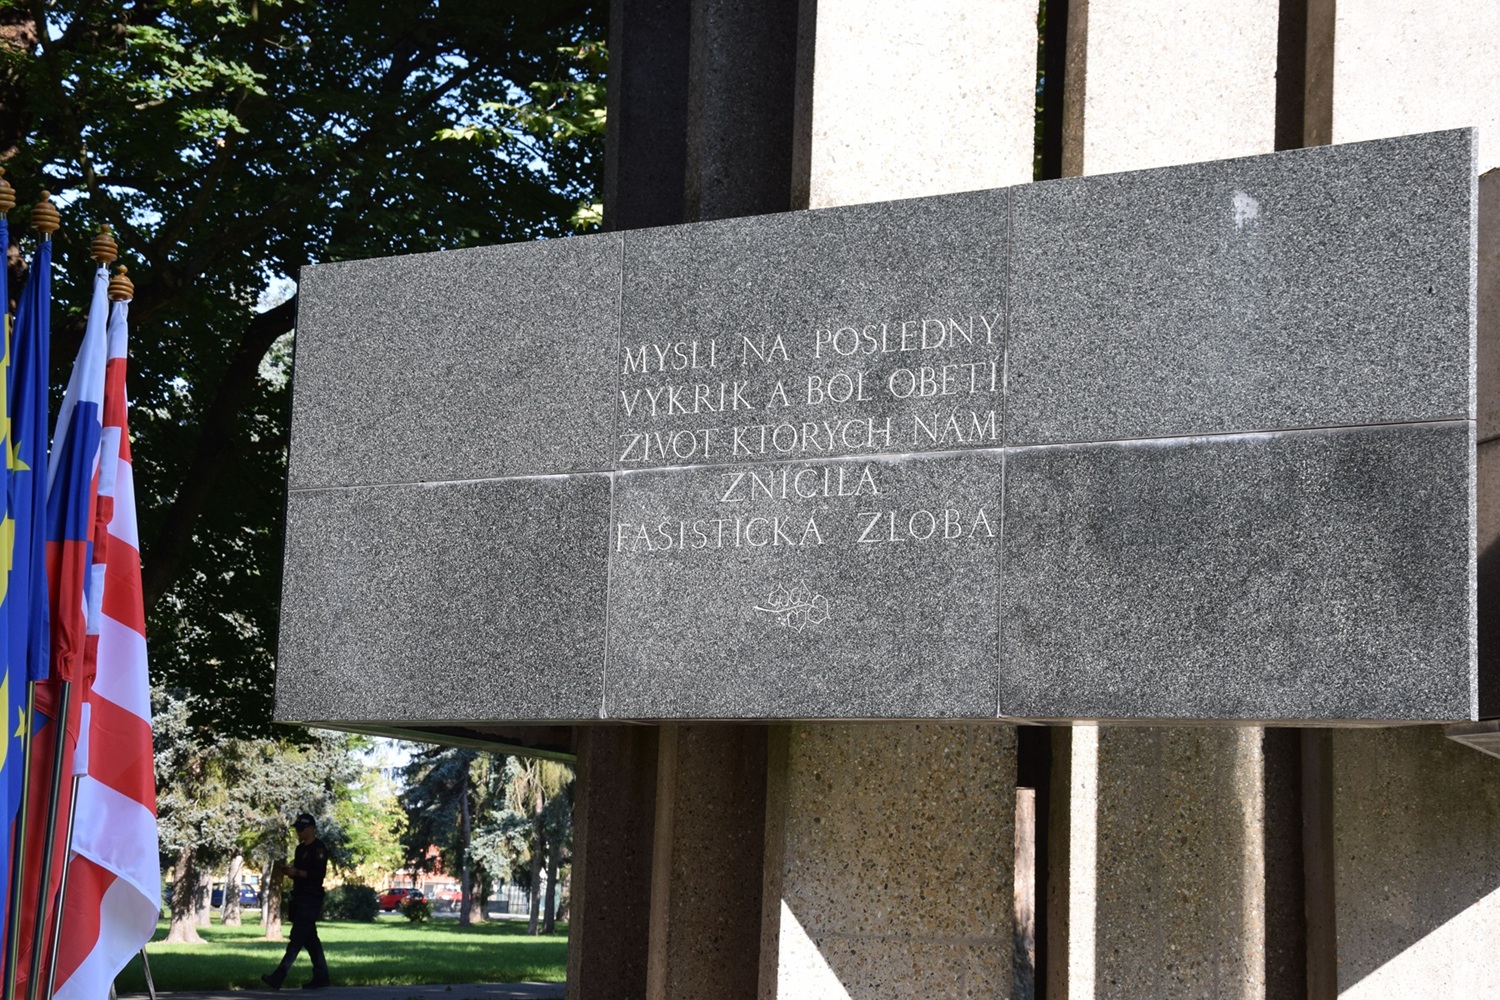 MYSLI NA POSLEDNÝ
VÝKRIK A BÔĽ OBETÍ
ŽIVOT KTORÝCH NÁM
ZNIČILA
FAŠISTICKÁ ZLOBA